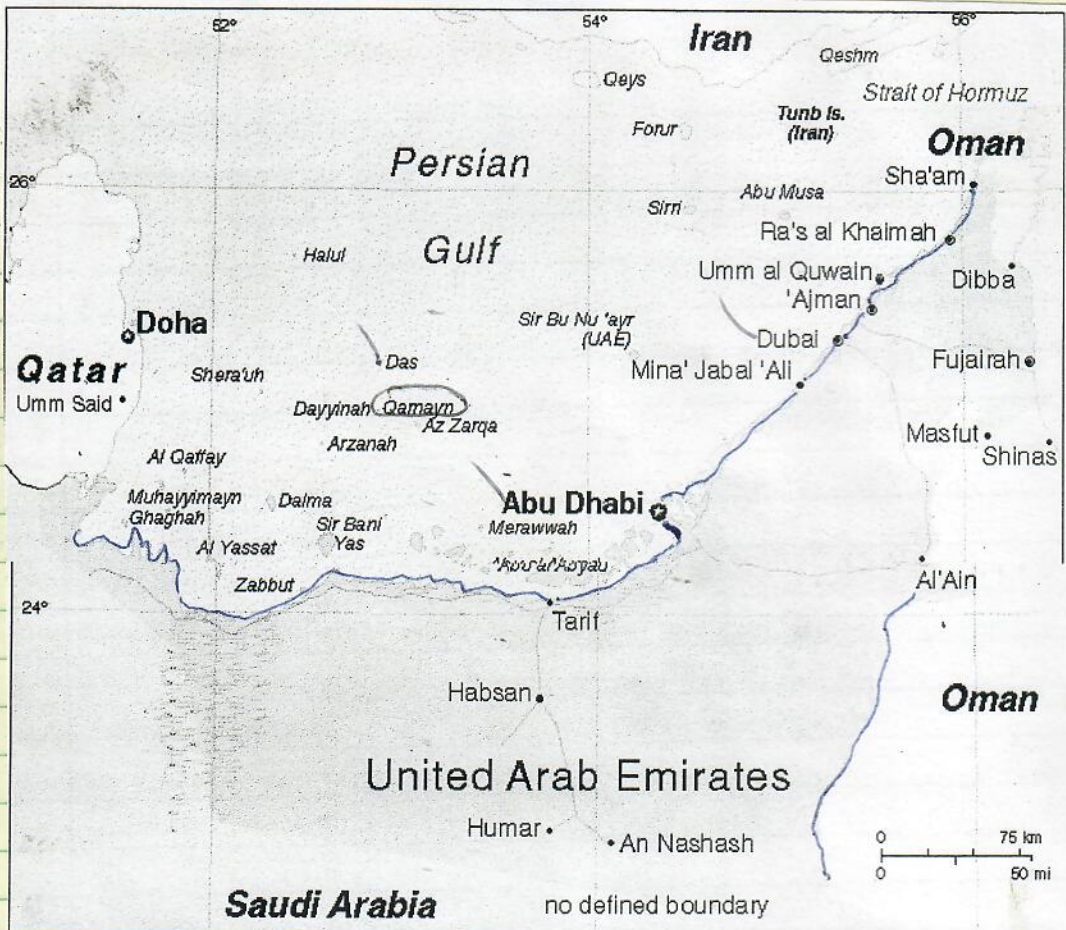 52°
54°
56°
Iran
Qeshm
Qeys
Strait of Hormuz
Tunb Is.
(Iran)
Forur
Oman
Persian
26°
Sha'am
Abu Musa
Sirri
Ra's al Khaimah
Gulf
Halul
Umm al Quwain
Dibba
'Ajman
Sir Bu Nu 'ayr
(UAE)
Doha
Dubai
Das
Fujairah
Qatar
Shera'uh
Mina' Jabal 'Ali
Umm Said
Dayyinah
Qamayn
Az Zarqa
Arzanah
Masfut
Shinas
Al Qaffay
Muhayyimayn
Dalma
Abu Dhabi
Ghaghah
Sir Bani
Yas
Merawwah
Al Yassat
Zabbut
Al'Ain
24°
Tarif
Habsan
Oman
United Arab Emirates
Humar
An Nashash
0 75 km
0 50 mi
Saudi Arabia
no defined boundary